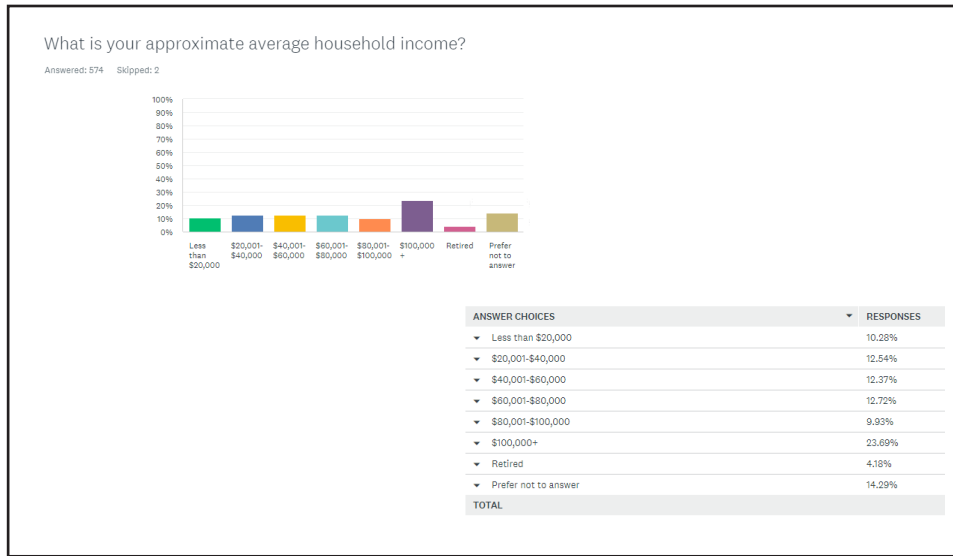 What is your approximate average household income?
Answered: 574 Skipped: 2
100%
90%
80%
70%
60%
50%
40%
30%
20%
10%
0%
Less than $20,000
$20,001-$40,000
$40,001-$60,000
$60,001-$80,000
$80,001-$100,000
$100,000+
Retired
Prefer not to answer
ANSWER CHOICES RESPONSES
Less than $20,000 10.28%
$20,001-$40,000 12.54%
$40,001-$60,000 12.37%
$60,001-$80,000 12.72%
$80,001-$100,000 9.93%
$100,000+ 23.69%
Retired 4.18%
Prefer not to answer 14.29%
TOTAL